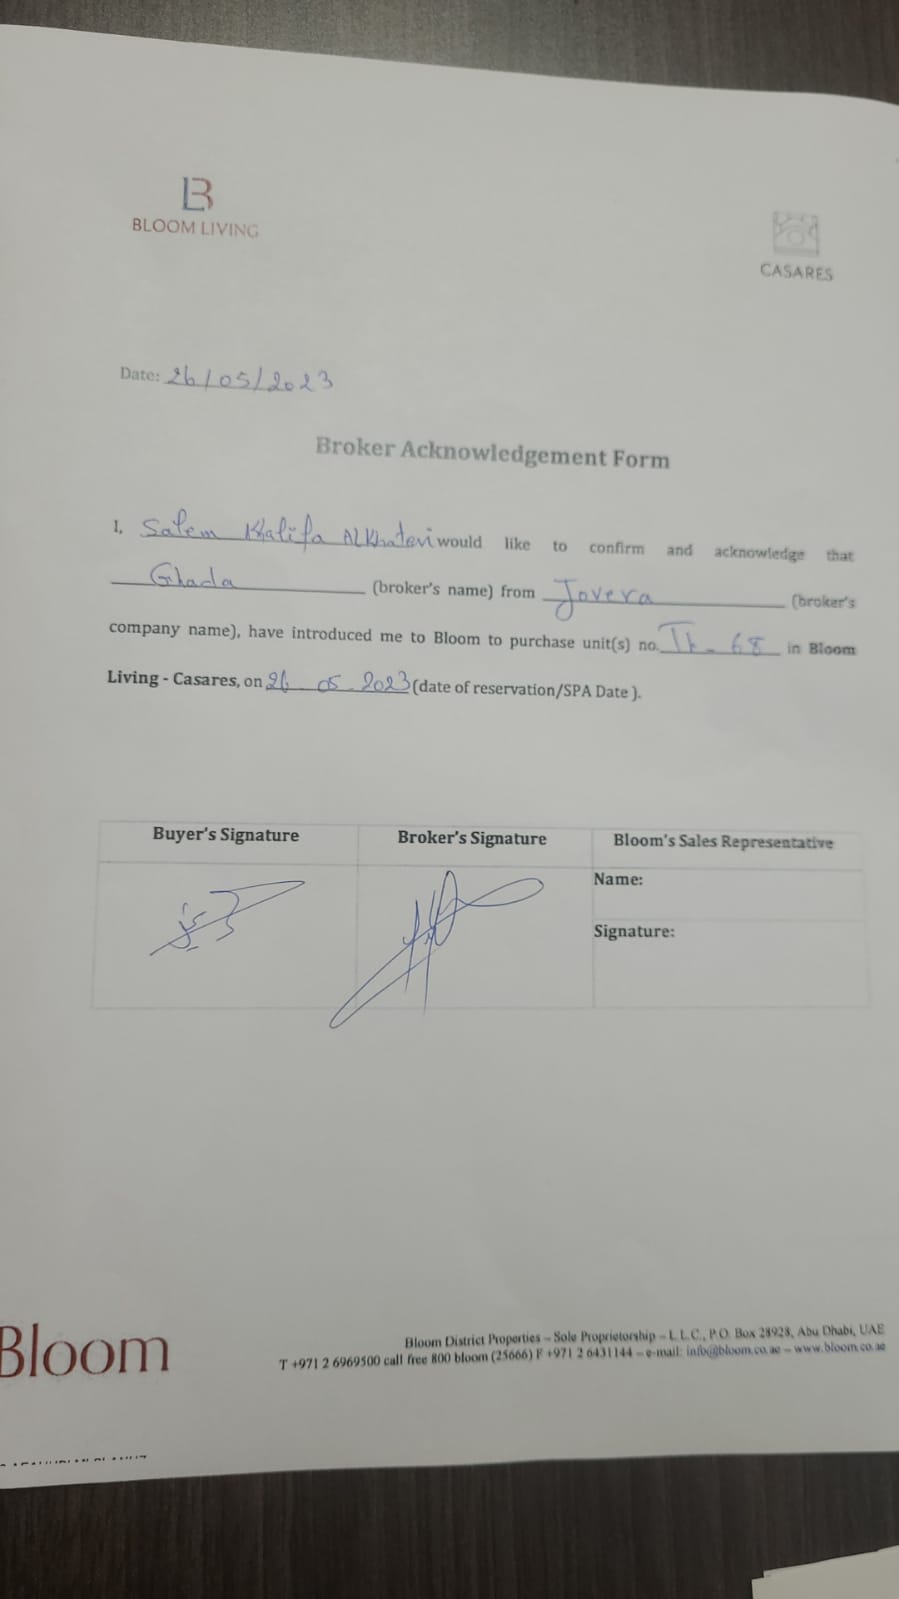 BLOOM LIVING
CASARES
Date: 26/05/2023
Broker Acknowledgement Form
I, Salem Khalifa ALKhateri would like to confirm and acknowledge that
Ghada (broker's name) from Jovera (broker's
company name), have introduced me to Bloom to purchase unit(s) no. Th-68 in Bloom
Living - Casares, on 26.05.2023 (date of reservation/SPA Date ).
Buyer's Signature Broker's Signature Bloom's Sales Representative
Name:
Signature:
Bloom
Bloom District Properties – Sole Proprietorship – L.L.C., P.O. Box 28928, Abu Dhabi, UAE
T +971 2 6969500 call free 800 bloom (25666) F +971 2 6431144 – e-mail: info@bloom.co.ae – www.bloom.co.ae